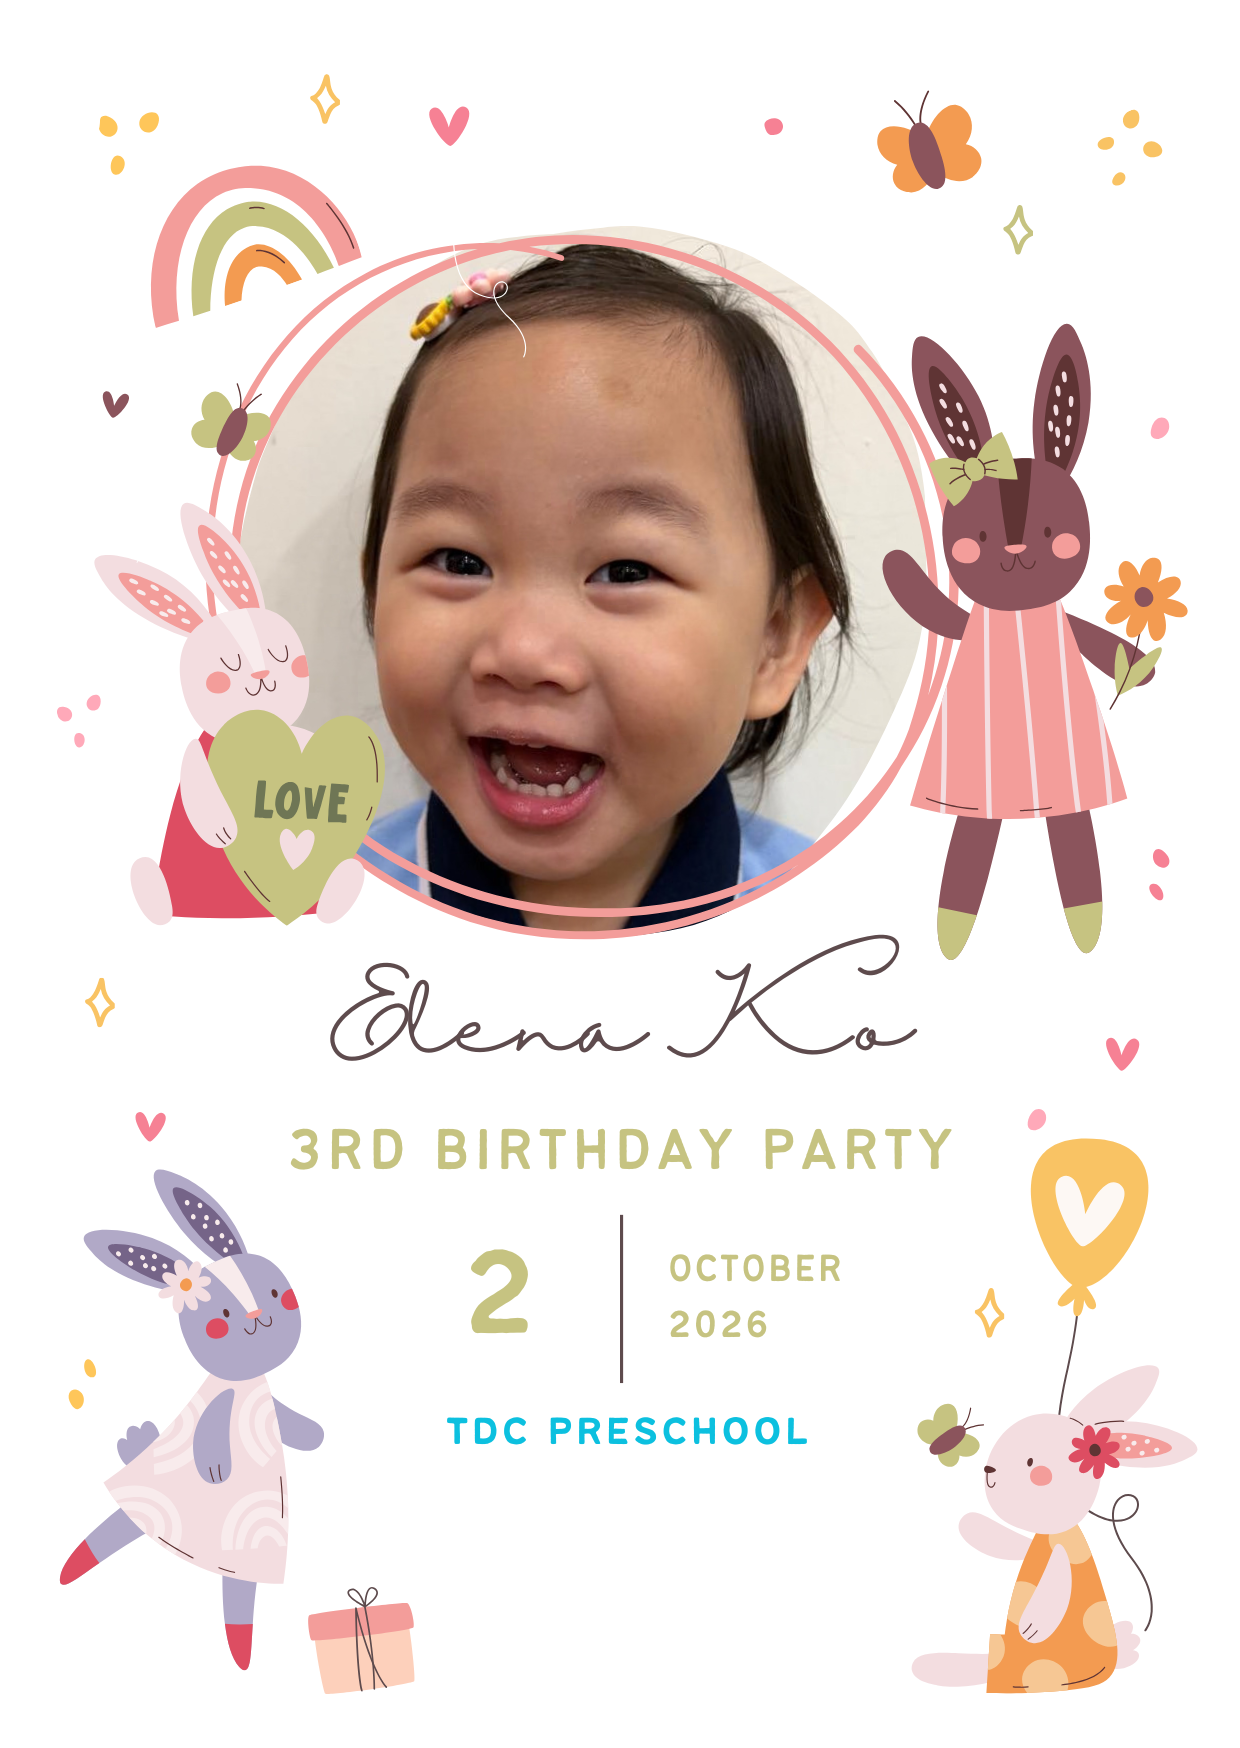 LOVE
Elena Ko
3RD BIRTHDAY PARTY
2
OCTOBER
2026
TDC PRESCHOOL